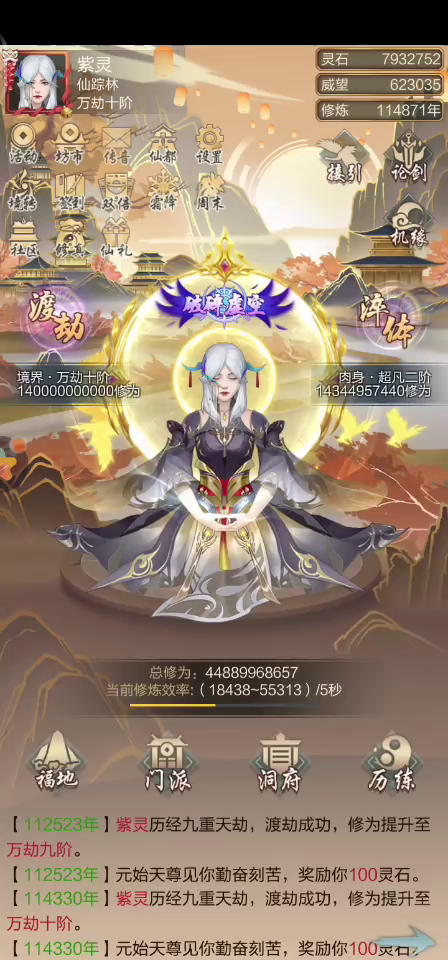 紫灵
仙踪林
万劫十阶
灵石 7932752
威望 623035
修炼 114871年
活动 坊市 传音 仙都 设置
接引 论剑
境转 签到 双倍 霜降 周末
社区 修真 仙礼
机缘
破碎虚空
渡劫
淬体
境界·万劫十阶
140000000000修为
肉身·超凡二阶
14344957440修为
总修为：44889968657
当前修炼效率:（18438~55313）/5秒
福地 门派 洞府 历练
【112523年】紫灵历经九重天劫，渡劫成功，修为提升至
万劫九阶。
【112523年】元始天尊见你勤奋刻苦，奖励你100灵石。
【114330年】紫灵历经九重天劫，渡劫成功，修为提升至
万劫十阶。
【114330年】元始天尊见你勤奋刻苦，奖励你100灵石。